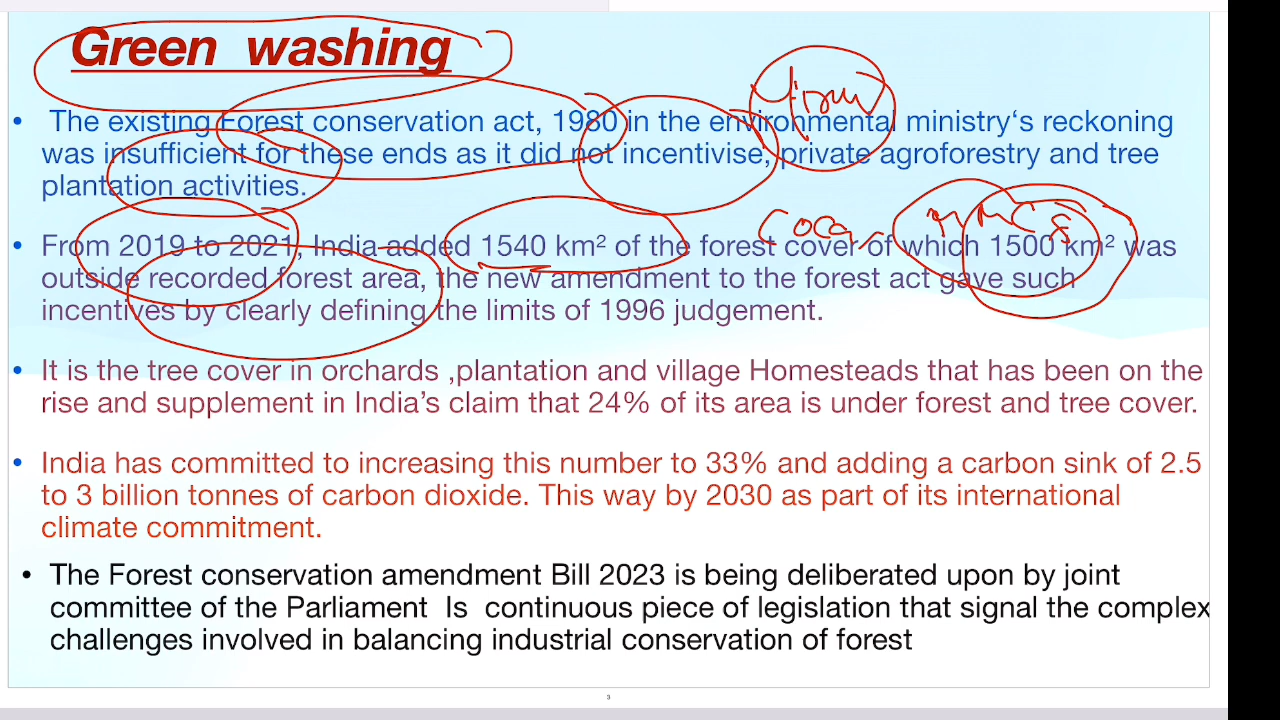 Green washing
The existing Forest conservation act, 1980 in the environmental ministry‘s reckoning
was insufficient for these ends as it did not incentivise, private agroforestry and tree
plantation activities.
From 2019 to 2021, India added 1540 km² of the forest cover of which 1500 km² was
outside recorded forest area, the new amendment to the forest act gave such
incentives by clearly defining the limits of 1996 judgement.
It is the tree cover in orchards ,plantation and village Homesteads that has been on the
rise and supplement in India’s claim that 24% of its area is under forest and tree cover.
India has committed to increasing this number to 33% and adding a carbon sink of 2.5
to 3 billion tonnes of carbon dioxide. This way by 2030 as part of its international
climate commitment.
The Forest conservation amendment Bill 2023 is being deliberated upon by joint
committee of the Parliament Is continuous piece of legislation that signal the complex
challenges involved in balancing industrial conservation of forest
3